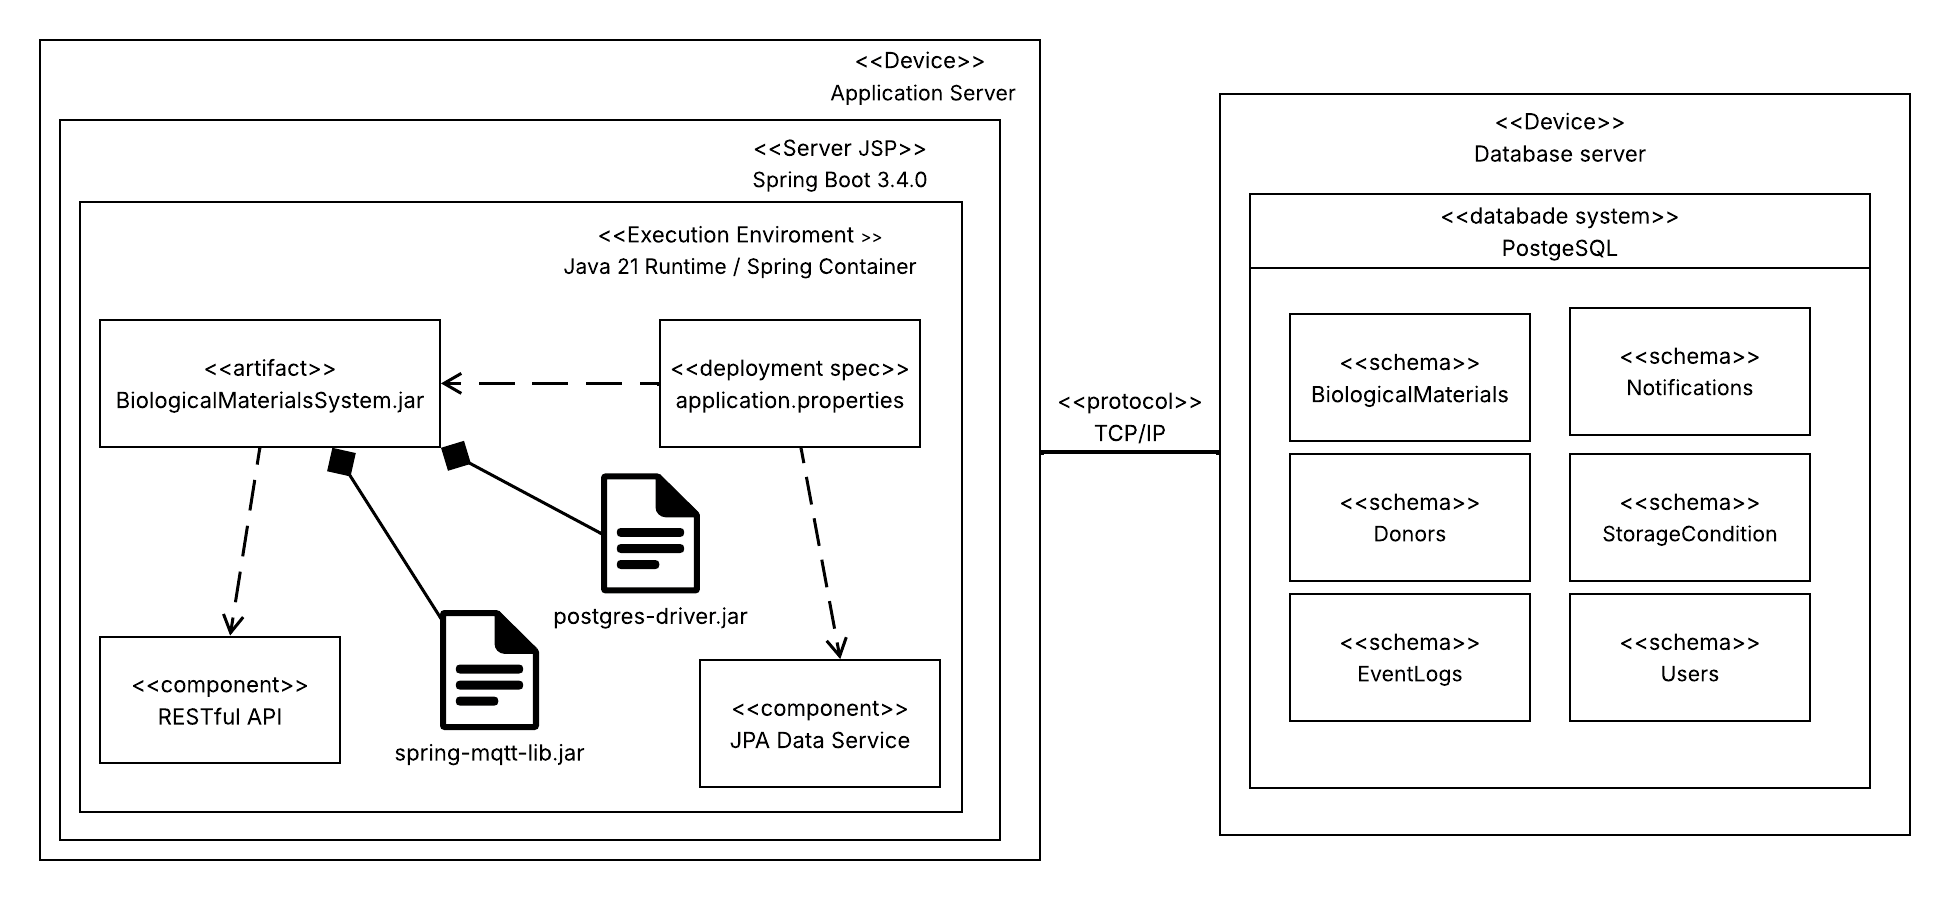 <<Device>>
Application Server
<<Server JSP>>
Spring Boot 3.4.0
<<Execution Enviroment >>
Java 21 Runtime / Spring Container
<<artifact>>
BiologicalMaterialsSystem.jar
<<deployment spec>>
application.properties
postgres-driver.jar
<<component>>
RESTful API
spring-mqtt-lib.jar
<<component>>
JPA Data Service
<<protocol>>
TCP/IP
<<Device>>
Database server
<<databade system>>
PostgeSQL
<<schema>>
BiologicalMaterials
<<schema>>
Notifications
<<schema>>
Donors
<<schema>>
StorageCondition
<<schema>>
EventLogs
<<schema>>
Users